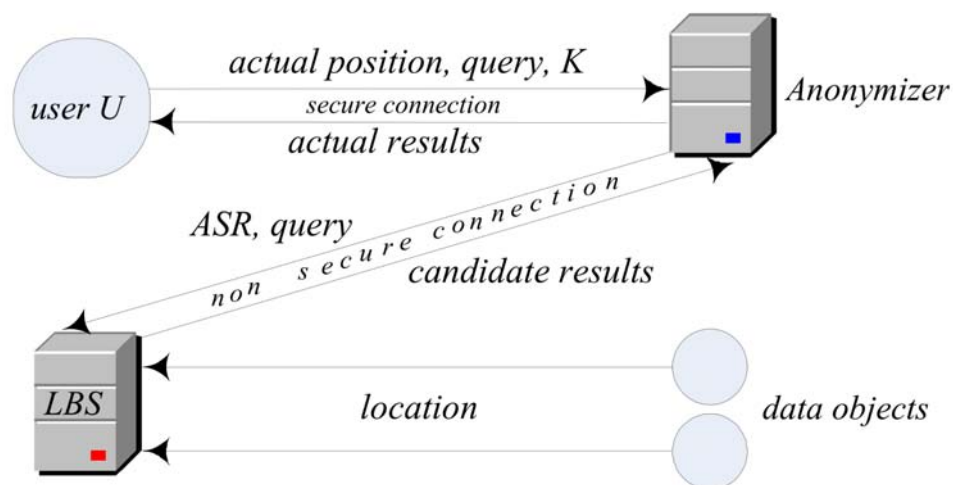 actual position, query, K
user U
secure connection
Anonymizer
actual results
ASR, query
non secure connection
candidate results
LBS
location
data objects